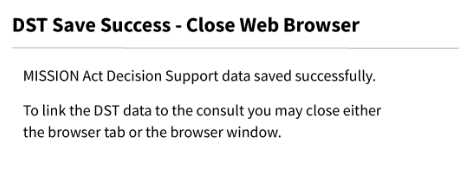 DST Save Success - Close Web Browser
MISSION Act Decision Support data saved successfully.
To link the DST data to the consult you may close either
the browser tab or the browser window.